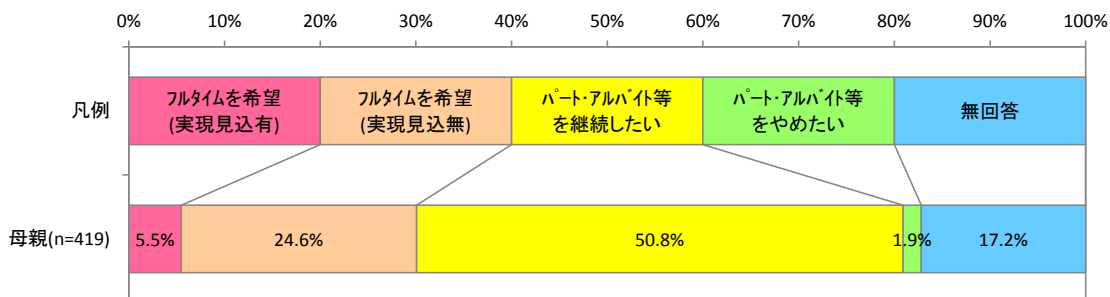 0% 10% 20% 30% 40% 50% 60% 70% 80% 90% 100%
凡例
ﾌﾙﾀｲﾑを希望
(実現見込有)
ﾌﾙﾀｲﾑを希望
(実現見込無)
ﾊﾟｰﾄ･ｱﾙﾊﾞｲﾄ等
を継続したい
ﾊﾟｰﾄ･ｱﾙﾊﾞｲﾄ等
をやめたい
無回答
母親(n=419) 5.5% 24.6% 50.8% 1.9% 17.2%